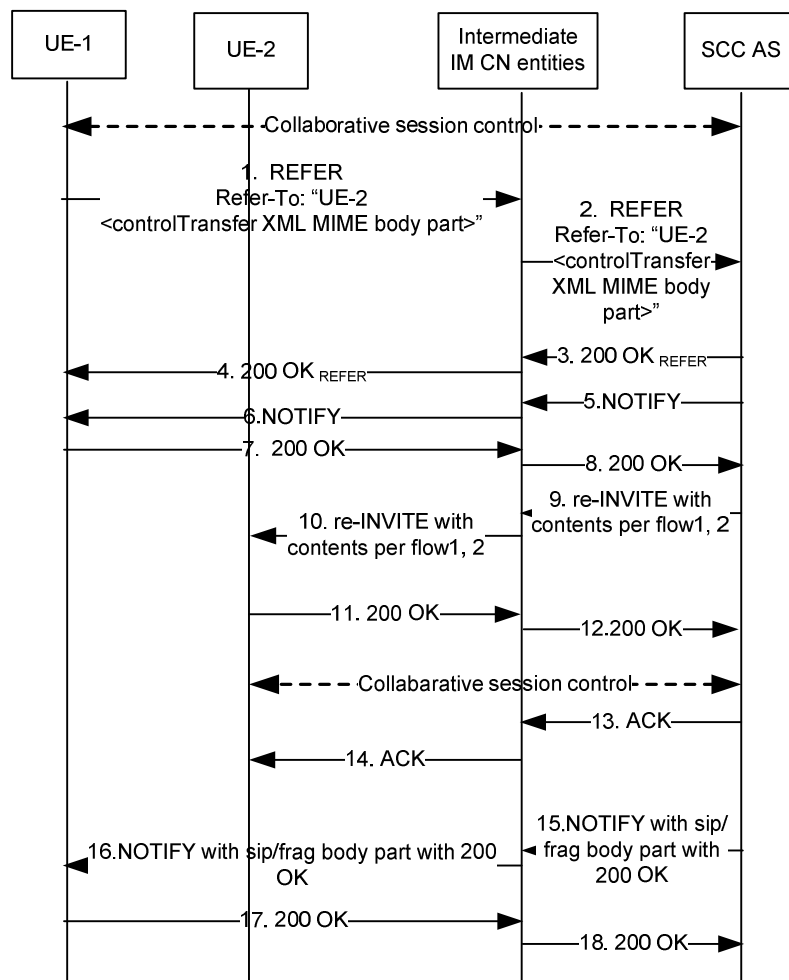 UE-1
UE-2
Intermediate
IM CN entities
SCC AS
Collaborative session control
1. REFER
Refer-To: “UE-2
<controlTransfer XML MIME body part>”
2. REFER
Refer-To: “UE-2
<controlTransfer
XML MIME body
part>”
3. 200 OK REFER
4. 200 OK REFER
5.NOTIFY
6.NOTIFY
7. 200 OK
8. 200 OK
9. re-INVITE with
contents per flow1, 2
10. re-INVITE with
contents per flow1, 2
11. 200 OK
12.200 OK
Collabarative session control
13. ACK
14. ACK
15.NOTIFY with sip/
frag body part with
200 OK
16.NOTIFY with sip/frag body part with 200
OK
17. 200 OK
18. 200 OK